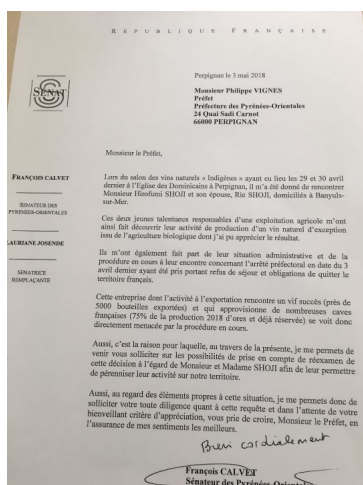 REPUBLIQUE FRANÇAISE
SENAT
Perpignan le 3 mai 2018
Monsieur Philippe VIGNES
Préfet
Préfecture des Pyrénées-Orientales
24 Quai Sadi Carnot
66000 PERPIGNAN
Monsieur le Préfet,
FRANÇOIS CALVET
SENATEUR DES
PYRENEES-ORIENTALES
LAURIANE JOSENDE
SENATRICE
REMPLAÇANTE
Lors du salon des vins naturels « Indigènes » ayant eu lieu les 29 et 30 avril
dernier à l'Eglise des Dominicains à Perpignan, il m'a été donné de rencontrer
Monsieur Hirofumi SHOJI et son épouse, Rie SHOJI, domiciliés à Banyuls-
sur-Mer.
Ces deux jeunes talentueux responsables d'une exploitation agricole m'ont
ainsi fait découvrir leur activité de production d'un vin naturel d'exception
issu de l'agriculture biologique dont j'ai pu apprécier le résultat.
Ils m'ont également fait part de leur situation administrative et de la
procédure en cours à leur encontre concernant l'arrêté préfectoral en date du 3
avril dernier ayant été pris portant refus de séjour et obligations de quitter le
territoire français.
Cette entreprise dont l'activité à l'exportation rencontre un vif succès (près de
5000 bouteilles exportées) et qui approvisionne de nombreuses caves
françaises (75% de la production 2018 d'ores et déjà réservée) se voit donc
directement menacée par la procédure en cours.
Aussi, c'est la raison pour laquelle, au travers de la présente, je me permets de
venir vous solliciter sur les possibilités de prise en compte de réexamen de
cette décision à l'égard de Monsieur et Madame SHOJI afin de leur permettre
de pérenniser leur activité sur notre territoire.
Aussi, au regard des éléments propres à cette situation, je me permets donc de
solliciter votre toute diligence quant à cette requête et dans l'attente de votre
bienveillant critère d'appréciation, vous prie de croire, Monsieur le Préfet, en
l'assurance de mes sentiments les meilleurs.
Bien cordialement
François CALVET
Sénateur des Pyrénées-Orientales